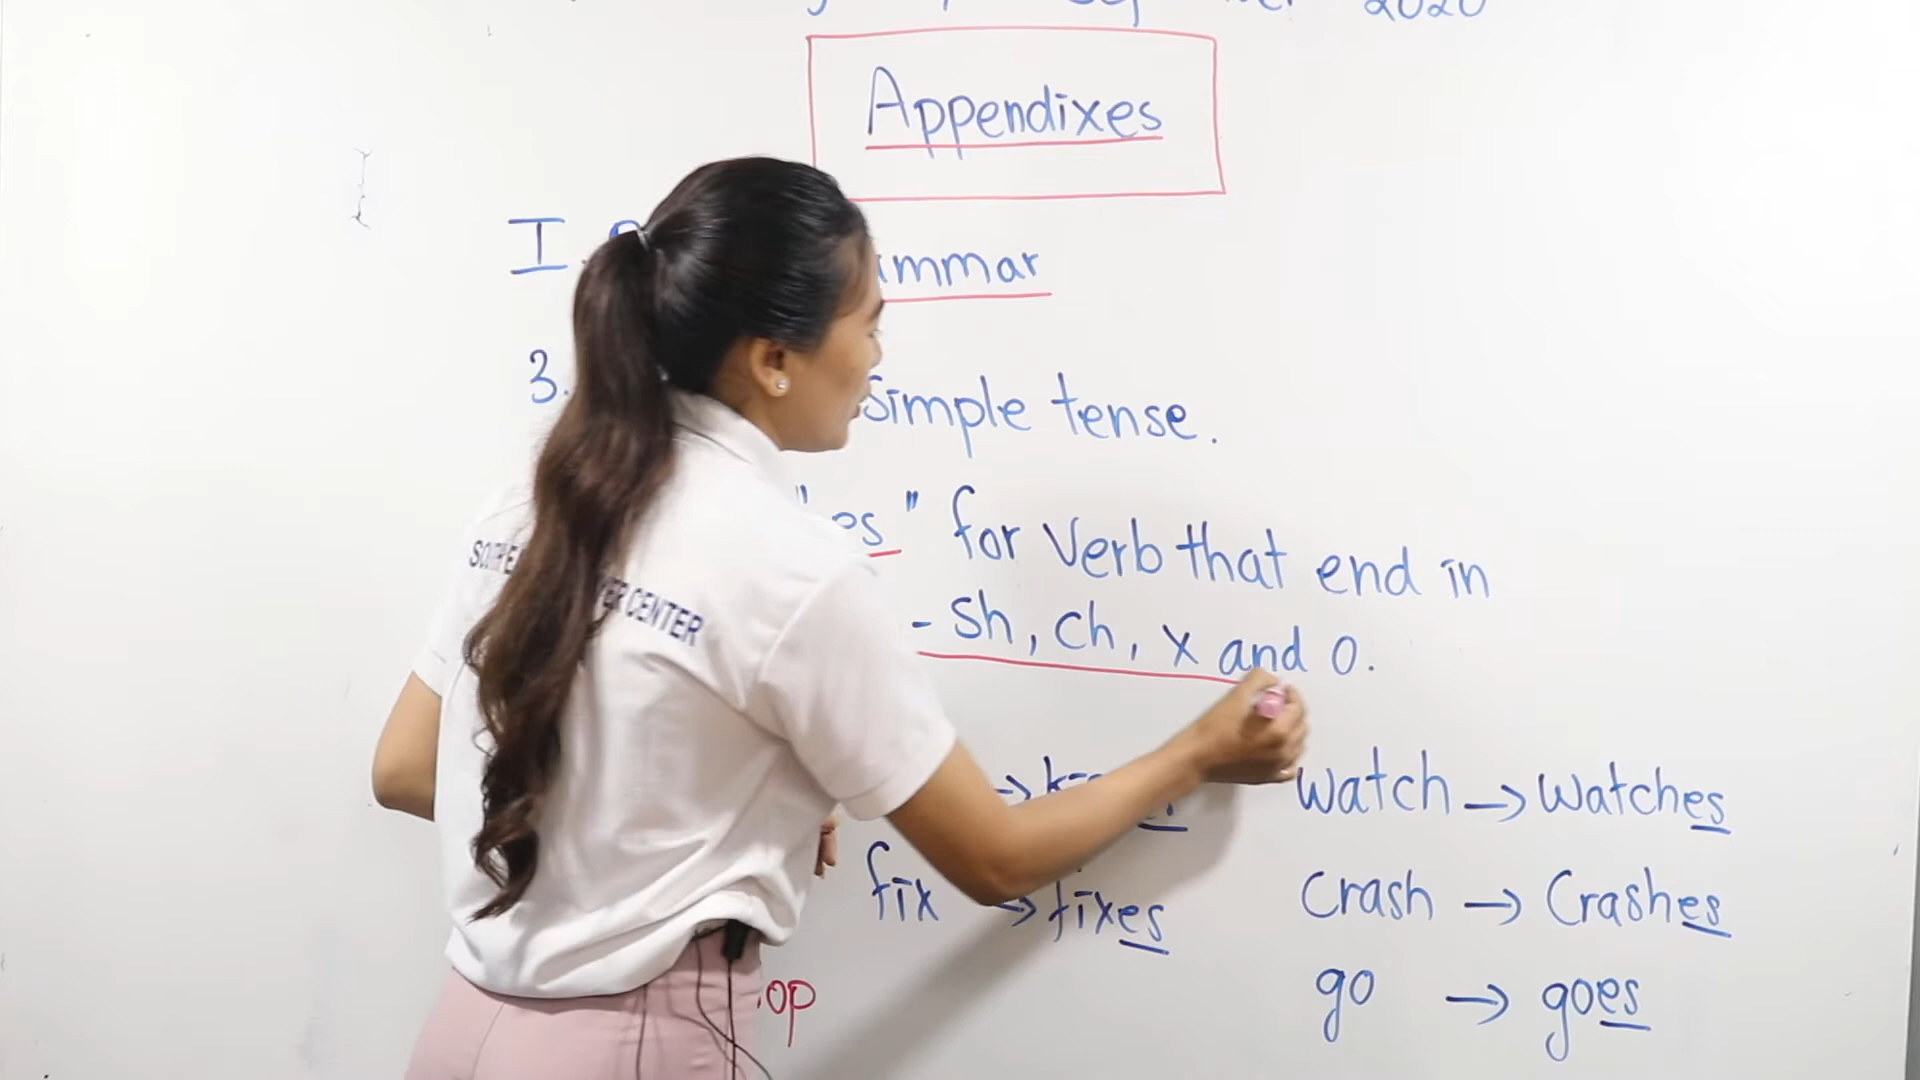 2020
Appendixes
I
3. simple tense.
"es" for Verb that end in
- sh, ch, x and o.
watch → watches
fix → fixes
Crash → Crashes
go → goes
CENTER